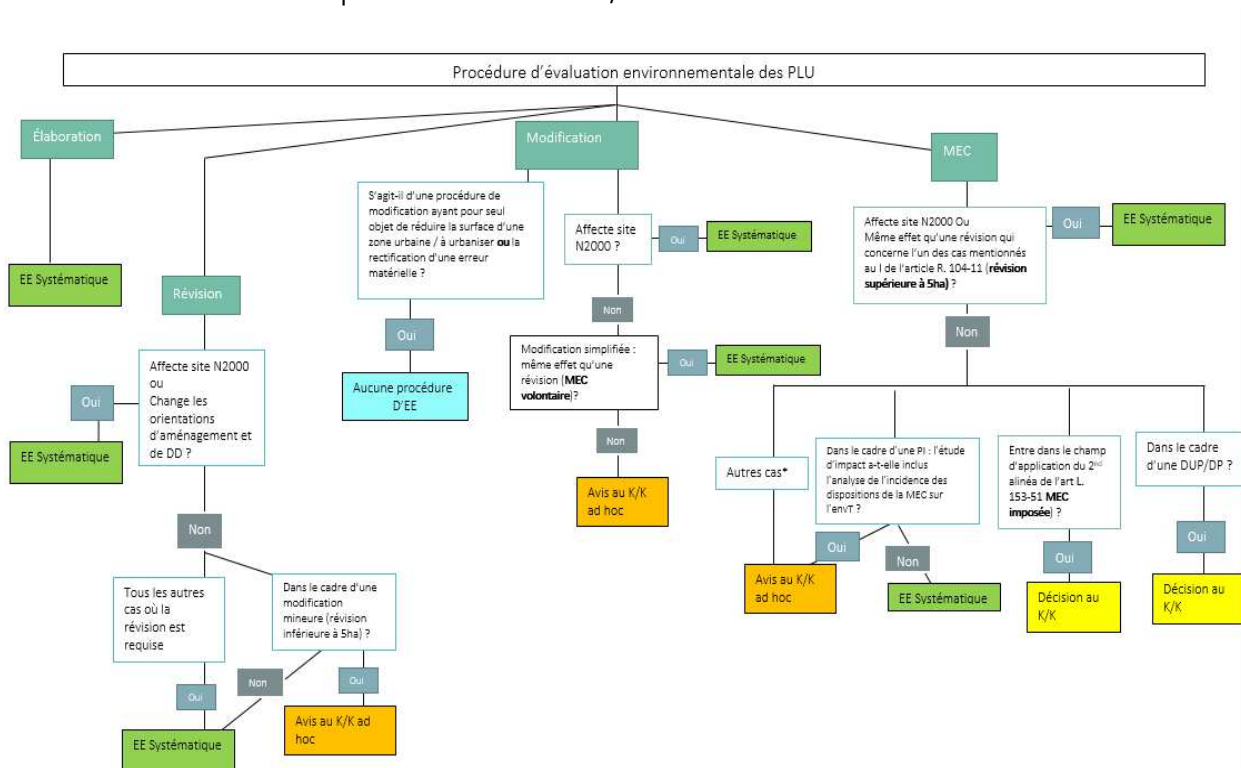 Procédure d'évaluation environnementale des PLU
Élaboration
EE Systématique
Révision
Affecte site N2000
ou
Change les
orientations
d'aménagement et
de DD ?
Oui
EE Systématique
Non
Tous les autres
cas où la
révision est
requise
Oui
EE Systématique
Dans le cadre d'une
modification
mineure (révision
inférieure à 5ha) ?
Non
Oui
Avis au K/K ad
hoc
Modification
S'agit-il d'une procédure de
modification ayant pour seul
objet de réduire la surface d'une
zone urbaine / à urbaniser ou la
rectification d'une erreur
matérielle ?
Oui
Aucune procédure
D'EE
Affecte site
N2000 ?
Oui
EE Systématique
Non
Modification simplifiée :
même effet qu'une
révision (MEC
volontaire)?
Oui
EE Systématique
Non
Avis au K/K
ad hoc
MEC
Affecte site N2000 Ou
Même effet qu'une révision qui
concerne l'un des cas mentionnés
au I de l'article R. 104-11 (révision
supérieure à 5ha) ?
Oui
EE Systématique
Non
Autres cas*
Avis au K/K
ad hoc
Dans le cadre d'une PI : l'étude
d'impact a-t-elle inclus
l'analyse de l'incidence des
dispositions de la MEC sur
l'envT ?
Oui
Non
EE Systématique
Entre dans le champ
d'application du 2nd
alinéa de l'art L.
153-51 MEC
imposée) ?
Oui
Décision au
K/K
Dans le cadre
d'une DUP/DP ?
Oui
Décision au
K/K